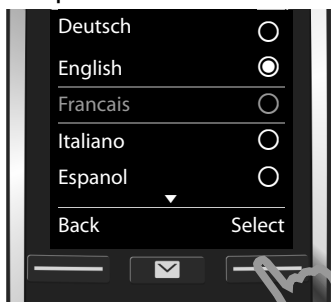 Deutsch
English
Francais
Italiano
Espanol
Back Select